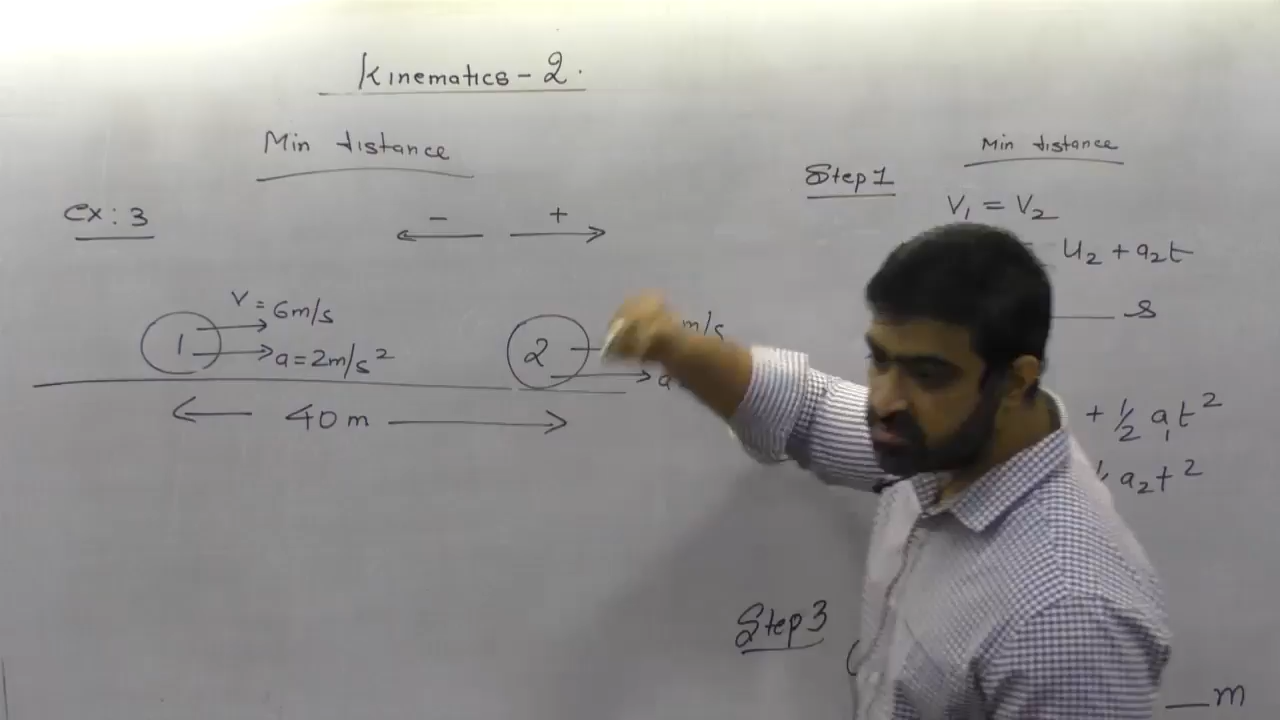 Kinematics - 2.
Min distance
Ex: 3
- +
1
V = 6m/s
a = 2m/s²
2
m/s
a
40 m
Min distance
Step 1
V₁ = V₂
U₂ + a₂t
s
+ ½ a₁t²
a₂t²
Step 3
(
m